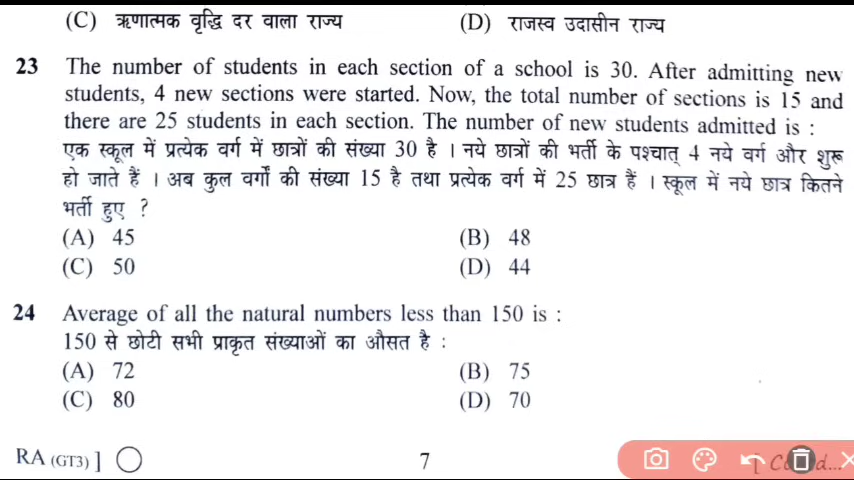 (C) ऋणात्मक वृद्धि दर वाला राज्य (D) राजस्व उदासीन राज्य
23 The number of students in each section of a school is 30. After admitting new
students, 4 new sections were started. Now, the total number of sections is 15 and
there are 25 students in each section. The number of new students admitted is :
एक स्कूल में प्रत्येक वर्ग में छात्रों की संख्या 30 है । नये छात्रों की भर्ती के पश्चात् 4 नये वर्ग और शुरू
हो जाते हैं । अब कुल वर्गों की संख्या 15 है तथा प्रत्येक वर्ग में 25 छात्र हैं । स्कूल में नये छात्र कितने
भर्ती हुए ?
(A) 45 (B) 48
(C) 50 (D) 44
24 Average of all the natural numbers less than 150 is :
150 से छोटी सभी प्राकृत संख्याओं का औसत है :
(A) 72 (B) 75
(C) 80 (D) 70
RA (GT3) ] 7 [